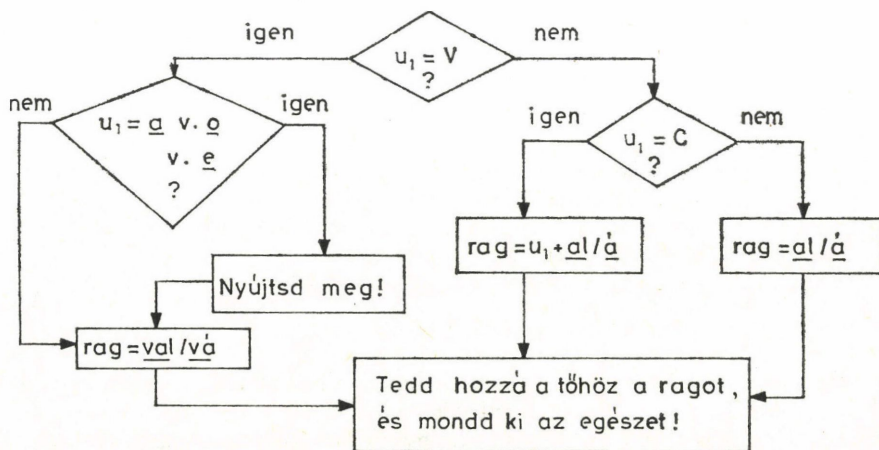 igen
u₁ = V
?
nem
nem
u₁ = a v. o
v. e
?
igen
igen
u₁ = C
?
nem
rag = u₁ + al / á
rag = al / á
Nyújtsd meg!
rag = val / vá
Tedd hozzá a tőhöz a ragot,
és mondd ki az egészet!